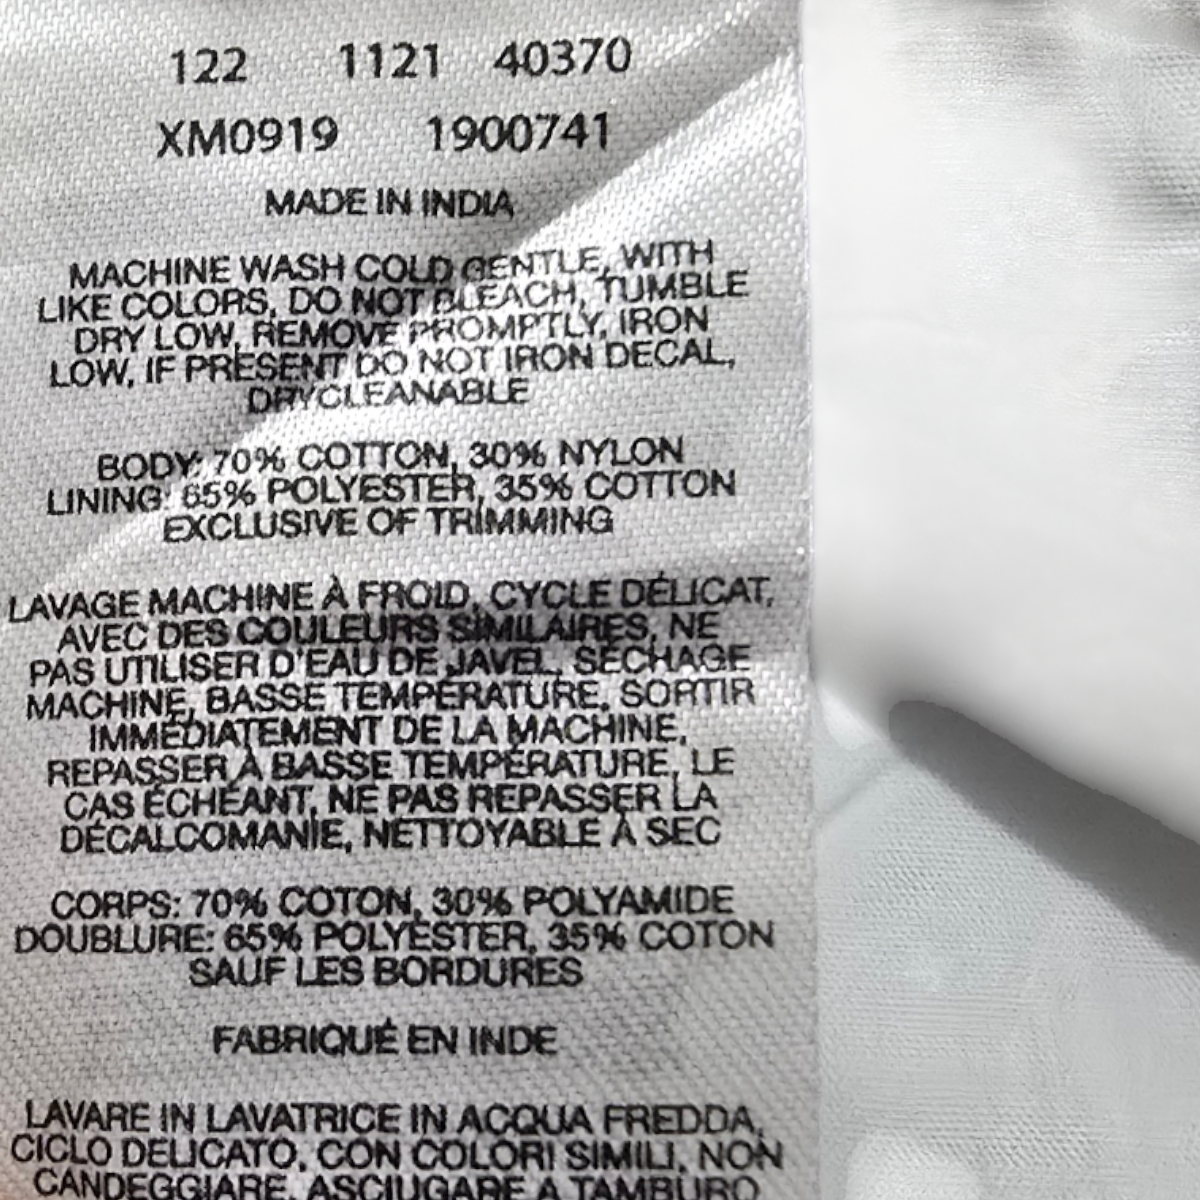 122 1121 40370
XM0919 1900741
MADE IN INDIA
MACHINE WASH COLD GENTLE, WITH
LIKE COLORS, DO NOT BLEACH, TUMBLE
DRY LOW, REMOVE PROMPTLY, IRON
LOW, IF PRESENT DO NOT IRON DECAL,
DRYCLEANABLE
BODY: 70% COTTON, 30% NYLON
LINING: 65% POLYESTER, 35% COTTON
EXCLUSIVE OF TRIMMING
LAVAGE MACHINE À FROID, CYCLE DÉLICAT,
AVEC DES COULEURS SIMILAIRES, NE
PAS UTILISER D'EAU DE JAVEL, SÉCHAGE
MACHINE, BASSE TEMPÉRATURE, SORTIR
IMMÉDIATEMENT DE LA MACHINE,
REPASSER À BASSE TEMPÉRATURE, LE
CAS ÉCHÉANT, NE PAS REPASSER LA
DÉCALCOMANIE, NETTOYABLE À SEC
CORPS: 70% COTON, 30% POLYAMIDE
DOUBLURE: 65% POLYESTER, 35% COTON
SAUF LES BORDURES
FABRIQUÉ EN INDE
LAVARE IN LAVATRICE IN ACQUA FREDDA,
CICLO DELICATO, CON COLORI SIMILI, NON
CANDEGGIARE, ASCIUGARE A TAMBURO